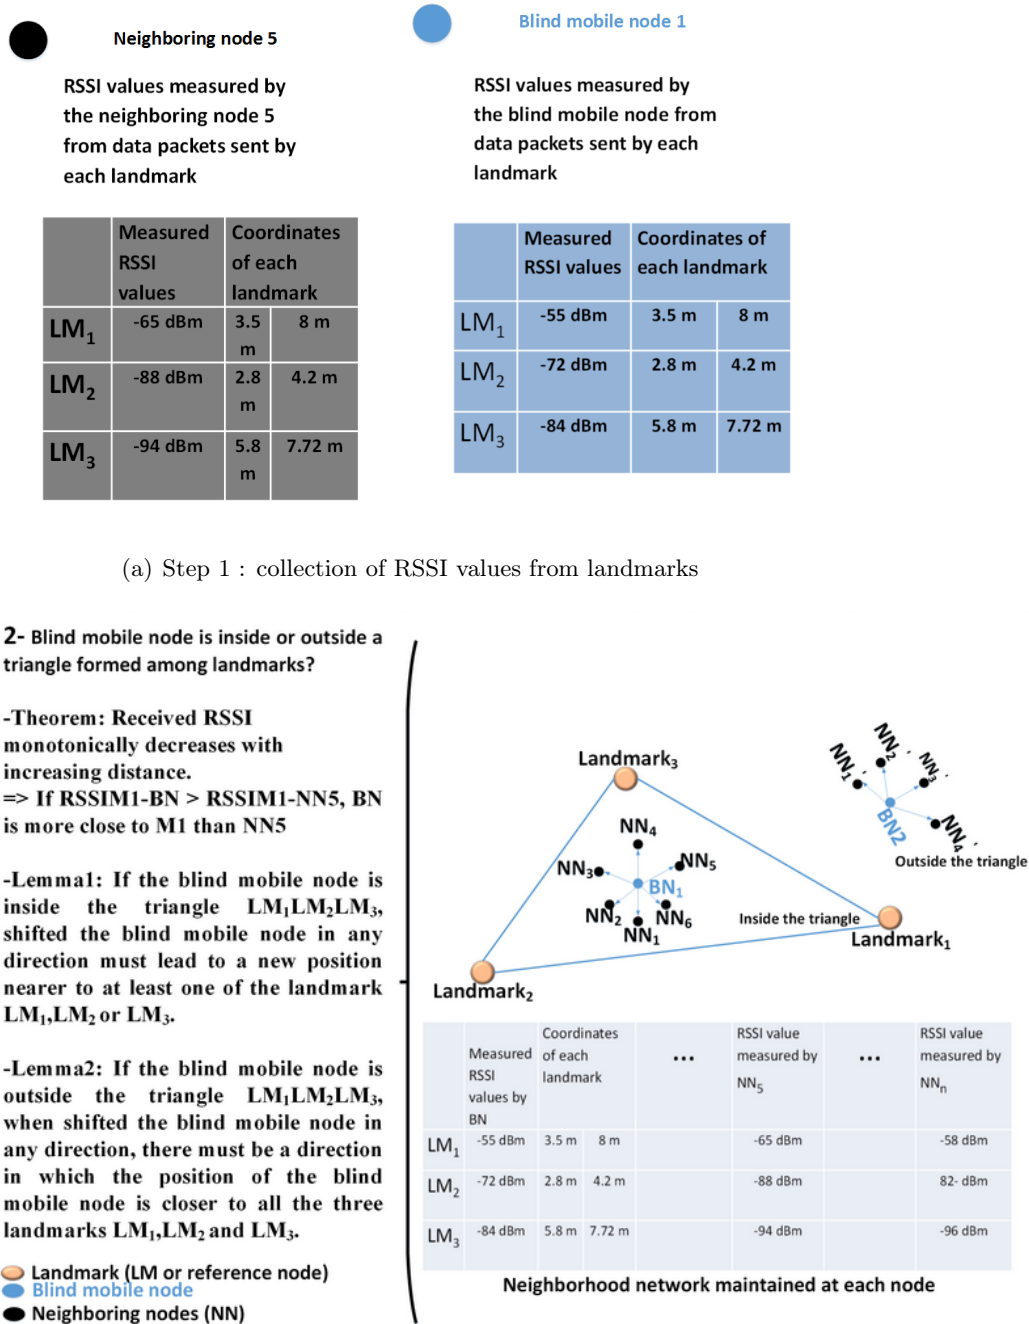 Neighboring node 5
RSSI values measured by
the neighboring node 5
from data packets sent by
each landmark
Measured RSSI values | Coordinates of each landmark
LM1 | -65 dBm | 3.5 m | 8 m
LM2 | -88 dBm | 2.8 m | 4.2 m
LM3 | -94 dBm | 5.8 m | 7.72 m
Blind mobile node 1
RSSI values measured by
the blind mobile node from
data packets sent by each
landmark
Measured RSSI values | Coordinates of each landmark
LM1 | -55 dBm | 3.5 m | 8 m
LM2 | -72 dBm | 2.8 m | 4.2 m
LM3 | -84 dBm | 5.8 m | 7.72 m
(a) Step 1 : collection of RSSI values from landmarks
2- Blind mobile node is inside or outside a
triangle formed among landmarks?
-Theorem: Received RSSI
monotonically decreases with
increasing distance.
=> If RSSIM1-BN > RSSIM1-NN5, BN
is more close to M1 than NN5
-Lemma1: If the blind mobile node is
inside the triangle LM1LM2LM3,
shifted the blind mobile node in any
direction must lead to a new position
nearer to at least one of the landmark
LM1,LM2 or LM3.
-Lemma2: If the blind mobile node is
outside the triangle LM1LM2LM3,
when shifted the blind mobile node in
any direction, there must be a direction
in which the position of the blind
mobile node is closer to all the three
landmarks LM1,LM2 and LM3.
Landmark (LM or reference node)
Blind mobile node
Neighboring nodes (NN)
Landmark3
NN4
NN3
NN5
BN1
NN2
NN6
NN1
Inside the triangle
Landmark1
Landmark2
NN1'
NN2'
NN3'
BN2
NN4'
Outside the triangle
Measured RSSI values by BN | Coordinates of each landmark | ... | RSSI value measured by NN5 | ... | RSSI value measured by NNn
LM1 | -55 dBm | 3.5 m | 8 m | -65 dBm | -58 dBm
LM2 | -72 dBm | 2.8 m | 4.2 m | -88 dBm | 82- dBm
LM3 | -84 dBm | 5.8 m | 7.72 m | -94 dBm | -96 dBm
Neighborhood network maintained at each node